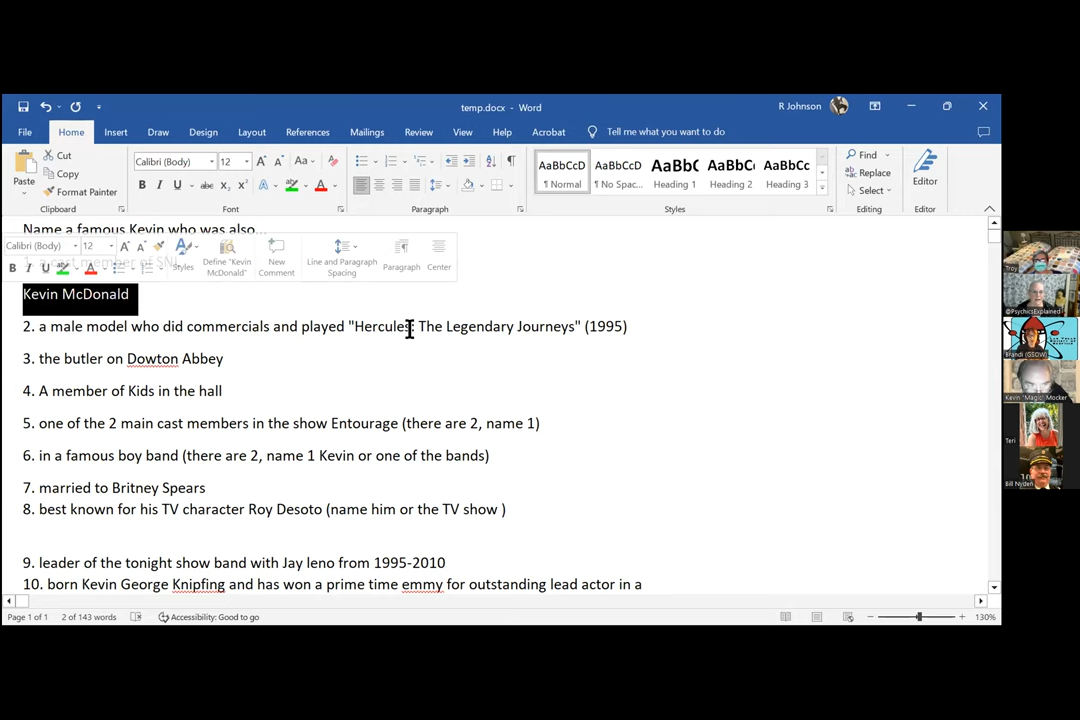 temp.docx - Word
R Johnson
File Home Insert Draw Design Layout References Mailings Review View Help Acrobat Tell me what you want to do
Paste
Cut
Copy
Format Painter
Clipboard
Calibri (Body) 12
Font
Paragraph
AaBbCcD AaBbCcD AaBbC AaBbC AaBbCc
¶ Normal ¶ No Spac... Heading 1 Heading 2 Heading 3
Styles
Find
Replace
Select
Editing
Editor
Editor
Name a famous Kevin who was also...
Calibri (Body) 12
Styles
Define "Kevin McDonald"
New Comment
Line and Paragraph Spacing
Paragraph
Center
1. a cast member of SNL
Kevin McDonald
2. a male model who did commercials and played "Hercules: The Legendary Journeys" (1995)
3. the butler on Dowton Abbey
4. A member of Kids in the hall
5. one of the 2 main cast members in the show Entourage (there are 2, name 1)
6. in a famous boy band (there are 2, name 1 Kevin or one of the bands)
7. married to Britney Spears
8. best known for his TV character Roy Desoto (name him or the TV show )
9. leader of the tonight show band with Jay leno from 1995-2010
10. born Kevin George Knipfing and has won a prime time emmy for outstanding lead actor in a
Page 1 of 1 2 of 143 words Accessibility: Good to go 130%
Troy
@PsychicsExplained
Brandi (GSOW)
Kevin "Magic" Mocker
Teri
Bill Nyden